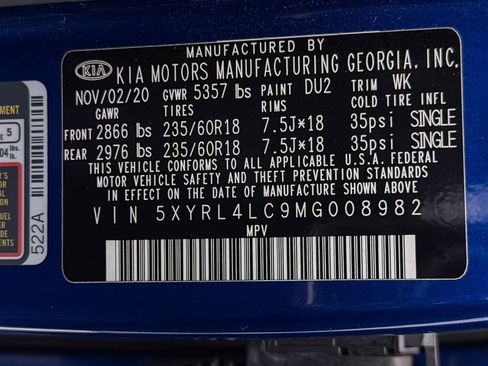 MANUFACTURED BY
KIA KIA MOTORS MANUFACTURING GEORGIA, INC.
NOV/02/20 GVWR 5357 lbs PAINT DU2 TRIM WK
GAWR TIRES RIMS COLD TIRE INFL
FRONT 2866 lbs 235/60R18 7.5J*18 35psi SINGLE
REAR 2976 lbs 235/60R18 7.5J*18 35psi SINGLE
THIS VEHICLE CONFORMS TO ALL APPLICABLE U.S.A. FEDERAL
MOTOR VEHICLE SAFETY AND THEFT PREVENTION STANDARDS
IN EFFECT ON THE DATE OF MANUFACTURE SHOWN ABOVE.
VIN 5XYRL4LC9MG008982
MPV
5
522A